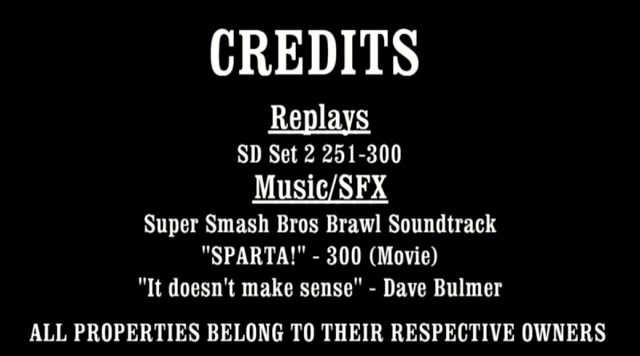 CREDITS
Replays
SD Set 2 251-300
Music/SFX
Super Smash Bros Brawl Soundtrack
"SPARTA!" - 300 (Movie)
"It doesn't make sense" - Dave Bulmer
ALL PROPERTIES BELONG TO THEIR RESPECTIVE OWNERS